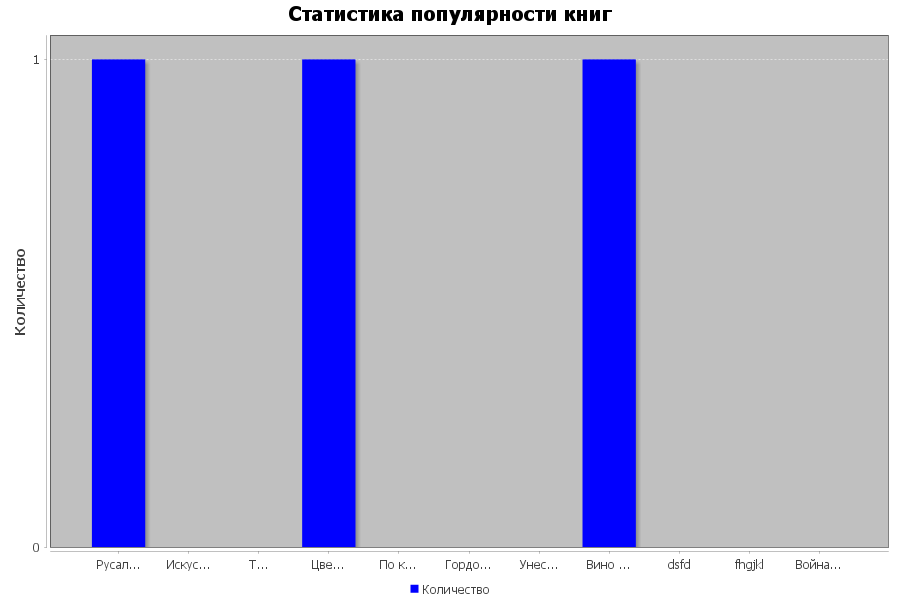 Статистика популярности книг
Количество
1
0
Русал... Искус... Т... Цве... По к... Гордо... Унес... Вино ... dsfd fhgjkl Война...
Количество